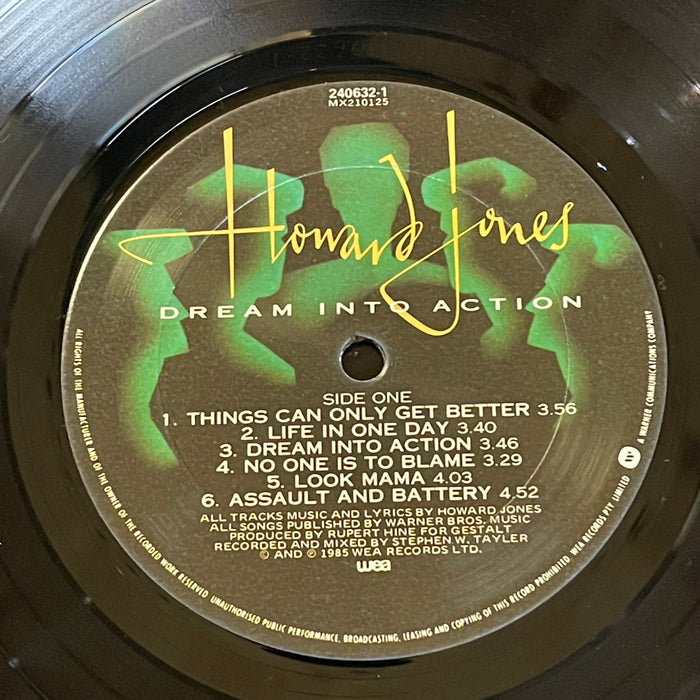 240632-1
MX210125
Howard Jones
DREAM INTO ACTION
SIDE ONE
1. THINGS CAN ONLY GET BETTER 3.56
2. LIFE IN ONE DAY 3.40
3. DREAM INTO ACTION 3.46
4. NO ONE IS TO BLAME 3.29
5. LOOK MAMA 4.03
6. ASSAULT AND BATTERY 4.52
ALL TRACKS MUSIC AND LYRICS BY HOWARD JONES
ALL SONGS PUBLISHED BY WARNER BROS. MUSIC
PRODUCED BY RUPERT HINE FOR GESTALT
RECORDED AND MIXED BY STEPHEN W. TAYLER
© AND ℗ 1985 WEA RECORDS LTD.
wea
ALL RIGHTS OF THE MANUFACTURER AND OF THE OWNER OF THE RECORDED WORK RESERVED. UNAUTHORISED PUBLIC PERFORMANCE, BROADCASTING, LEASING AND COPYING OF THIS RECORD PROHIBITED. WEA RECORDS PTY. LIMITED
A WARNER COMMUNICATIONS COMPANY